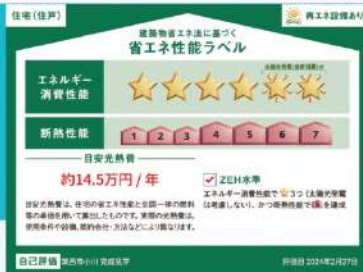 住宅(住戸)
再エネ設備あり
建築物省エネ法に基づく
省エネ性能ラベル
エネルギー
消費性能
断熱性能
1 2 3 4 5 6 7
目安光熱費
約14.5万円 / 年
ZEH水準
目安光熱費は、住宅の省エネ性能と全国一律の燃料
等の単価を用いて算出したものです。実際の光熱費は、
使用条件や設備、契約会社・方法などにより異なります。
エネルギー消費性能で 3つ (太陽光発電
は考慮しない)、かつ断熱性能で を達成
自己評価
評価日 2024年2月27日